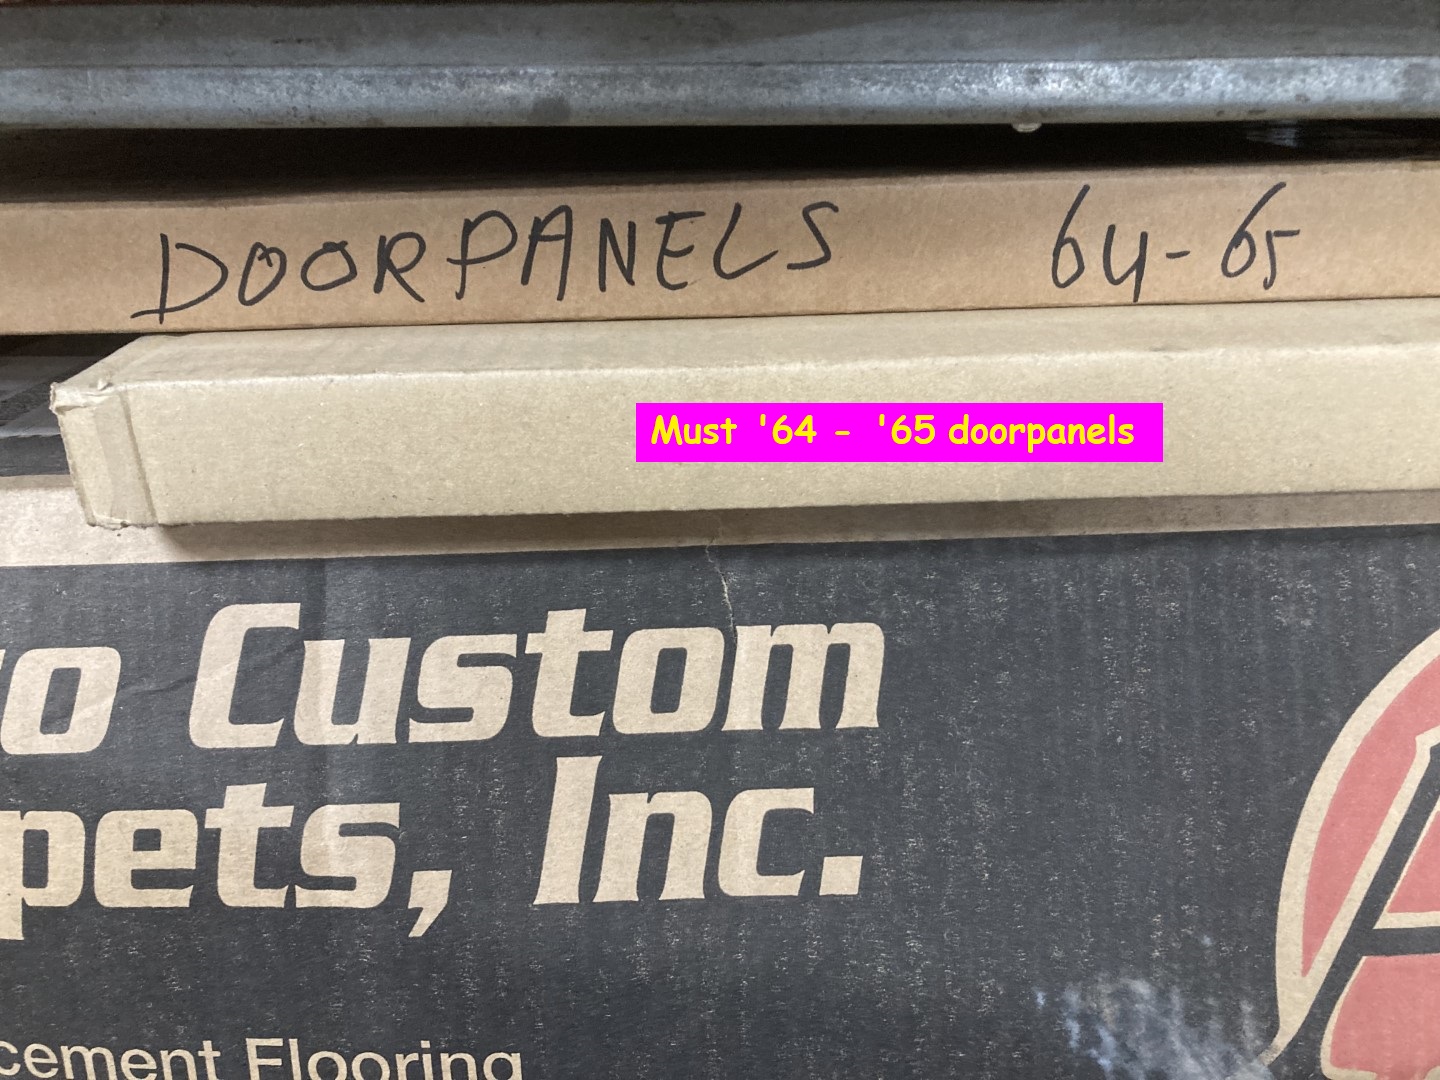 DOORPANELS 64-65
Must '64 - '65 doorpanels
o Custom
pets, Inc.
cement Flooring